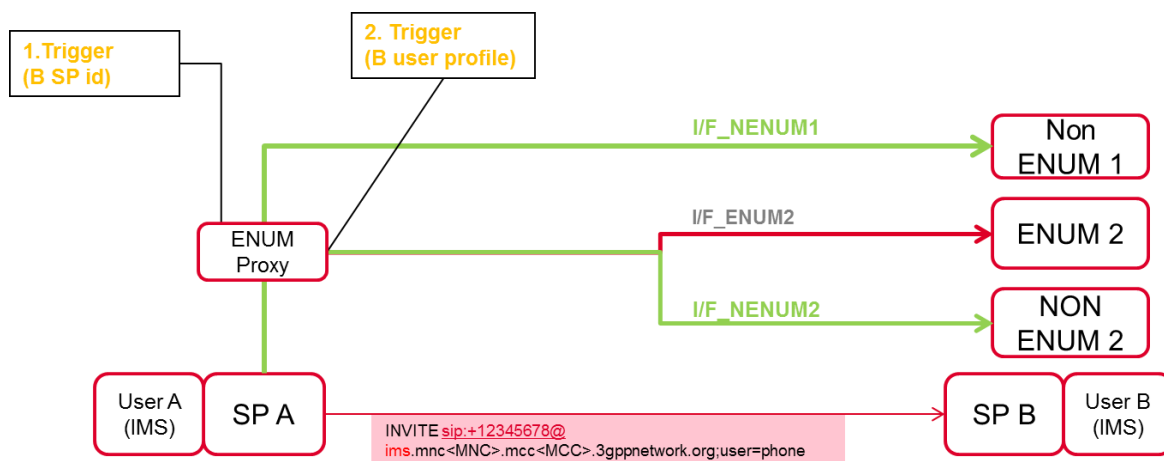 1.Trigger
(B SP id)
2. Trigger
(B user profile)
I/F_NENUM1
Non
ENUM 1
I/F_ENUM2
ENUM 2
ENUM
Proxy
I/F_NENUM2
NON
ENUM 2
User A
(IMS)
SP A
SP B
User B
(IMS)
INVITE sip:+12345678@
ims.mnc<MNC>.mcc<MCC>.3gppnetwork.org;user=phone